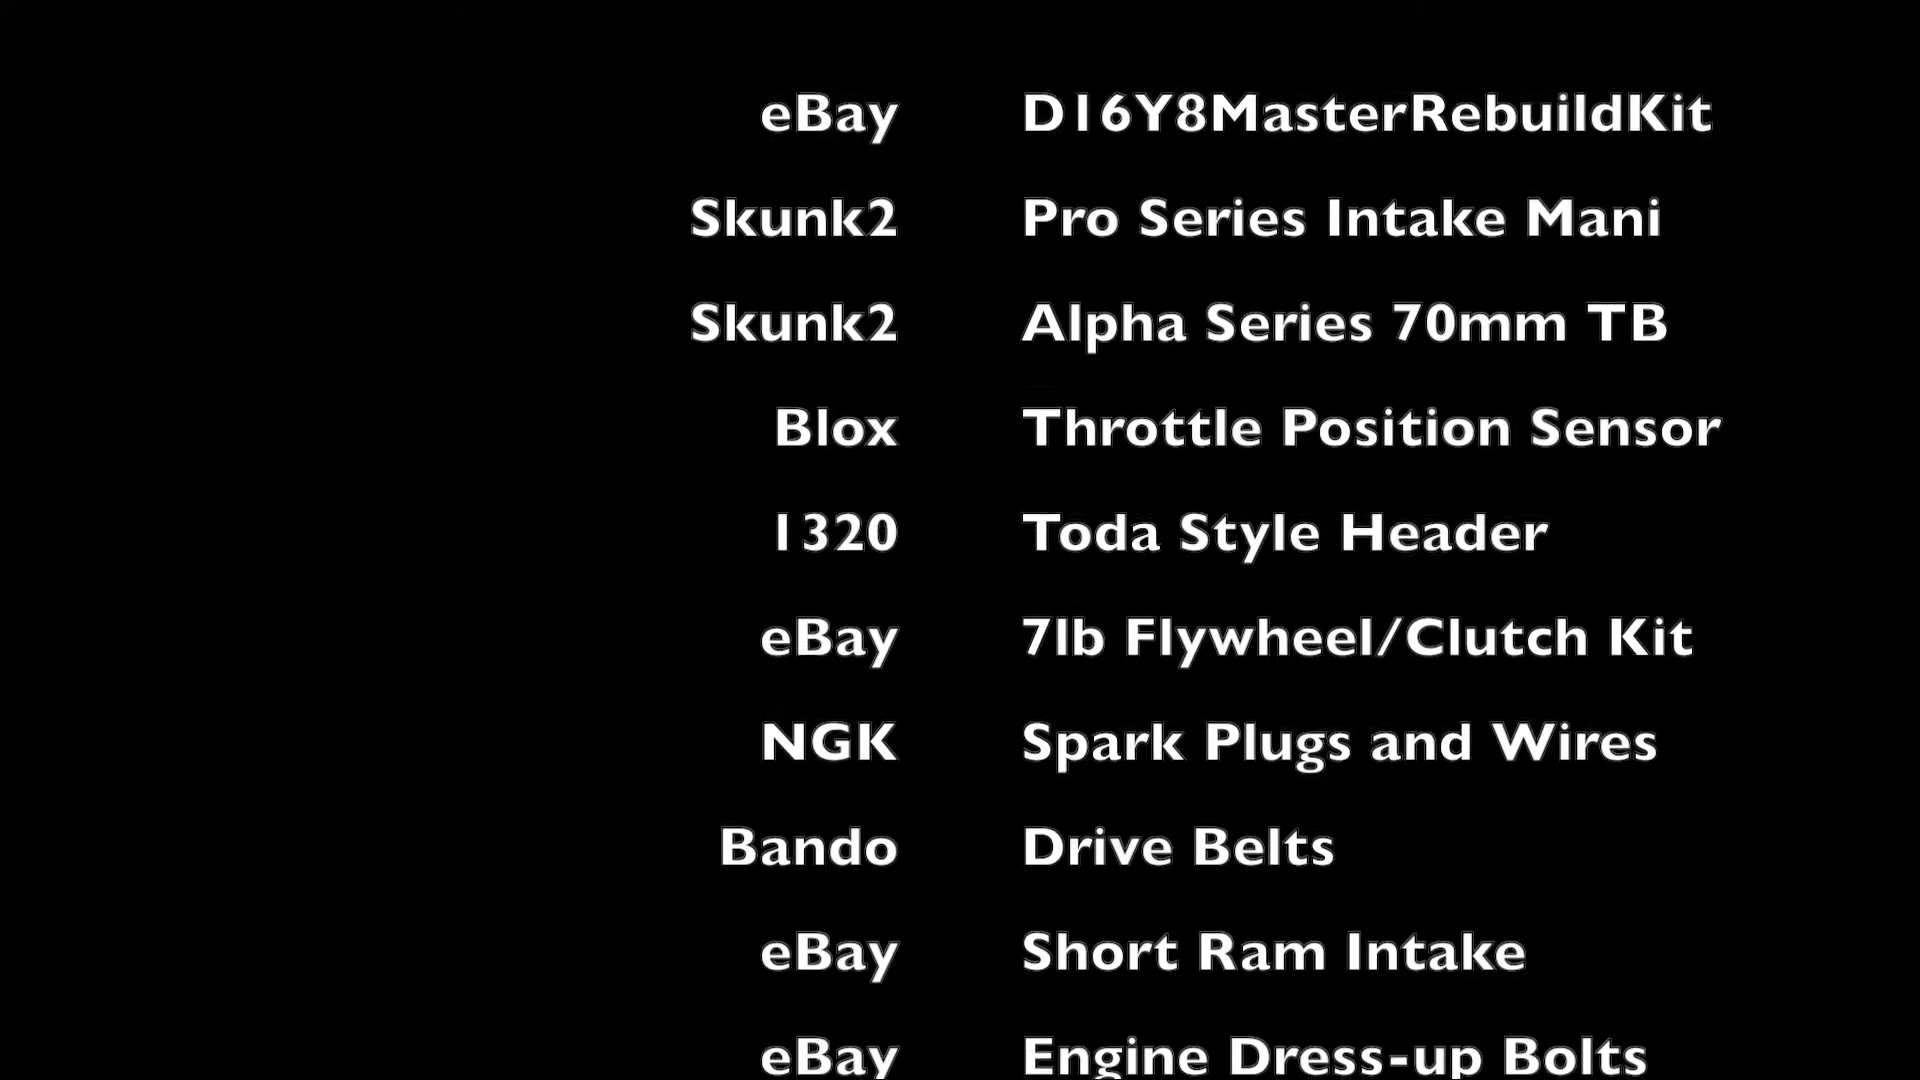 eBay D16Y8MasterRebuildKit
Skunk2 Pro Series Intake Mani
Skunk2 Alpha Series 70mm TB
Blox Throttle Position Sensor
1320 Toda Style Header
eBay 7lb Flywheel/Clutch Kit
NGK Spark Plugs and Wires
Bando Drive Belts
eBay Short Ram Intake
eBay Engine Dress-up Bolts